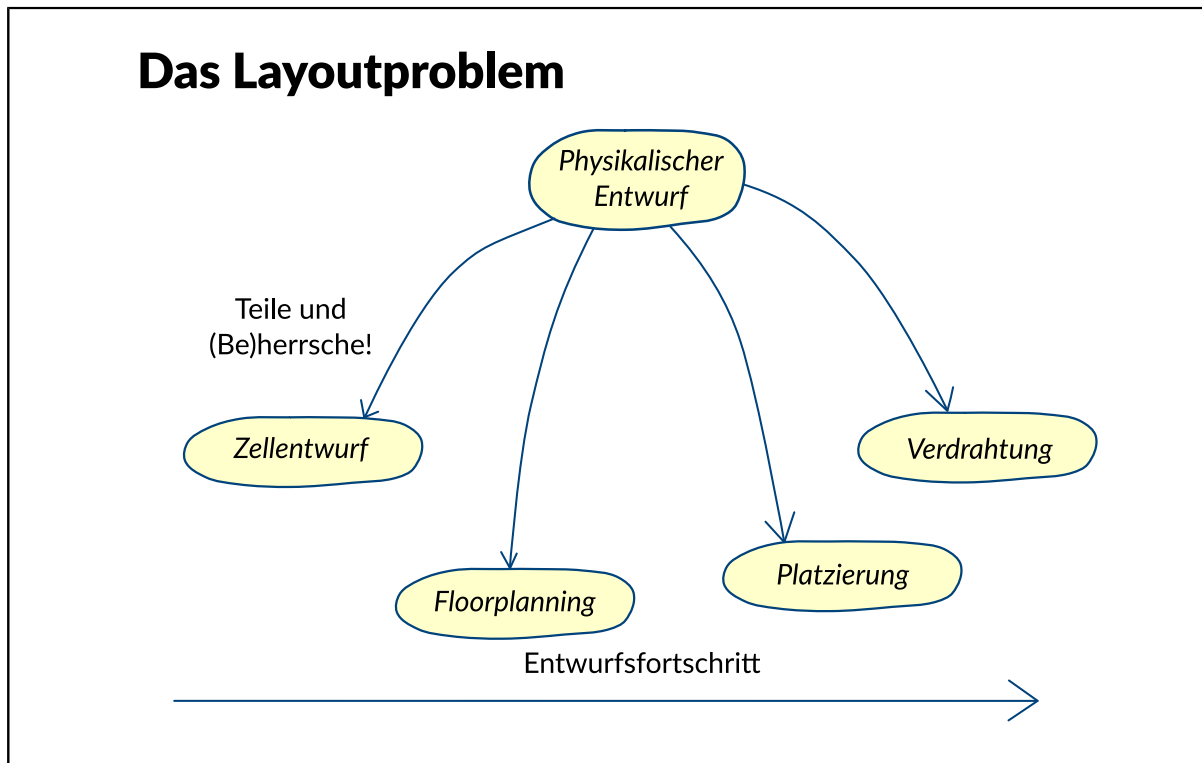 Das Layoutproblem
Physikalischer
Entwurf
Teile und
(Be)herrsche!
Zellentwurf
Verdrahtung
Platzierung
Floorplanning
Entwurfsfortschritt